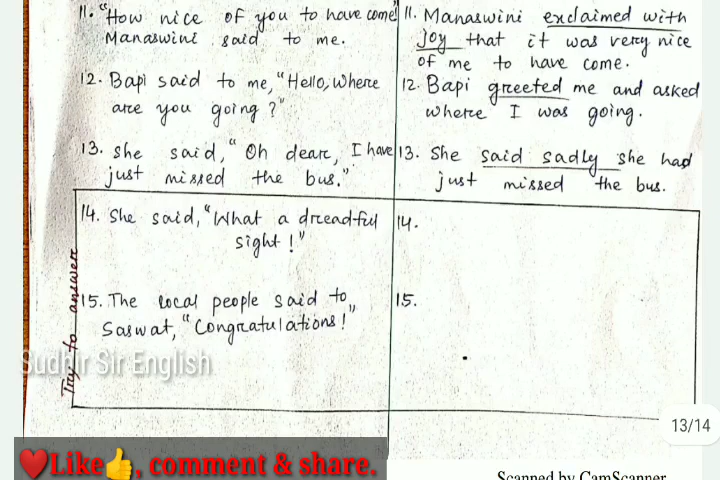 11. "How nice of you to have come!"
Manaswini said to me.
11. Manaswini exclaimed with
joy that it was very nice
of me to have come.
12. Bapi said to me, "Hello, where
are you going?"
12. Bapi greeted me and asked
where I was going.
13. She said, "Oh dear, I have
just missed the bus."
13. She said sadly she had
just missed the bus.
Try to answer
14. She said, "What a dreadful
sight!"
14.
15. The local people said to
Saswat, "Congratulations!"
15.
Sudhir Sir English
13/14
❤️Like👍, comment & share.
Scanned by CamScanner